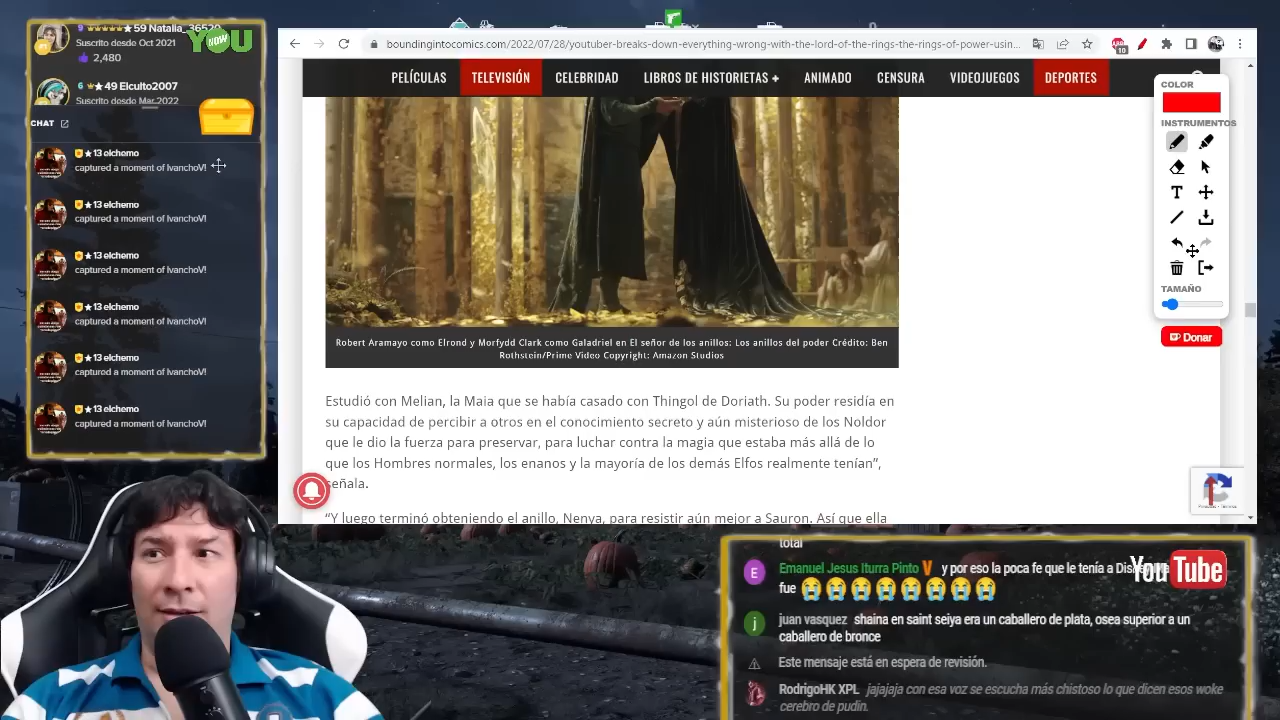 9 ★★★★★59 Natalia_36520
Suscrito desde Oct 2021
2,480
YOU
NOW
6 ★49 Elculto2007
Suscrito desde Mar 2022
CHAT
★ 13 elchemo
captured a moment of IvanchoV!
★ 13 elchemo
captured a moment of IvanchoV!
★ 13 elchemo
captured a moment of IvanchoV!
★ 13 elchemo
captured a moment of IvanchoV!
★ 13 elchemo
captured a moment of IvanchoV!
★ 13 elchemo
captured a moment of IvanchoV!
boundingintocomics.com/2022/07/28/youtuber-breaks-down-everything-wrong-with-
10
PELÍCULAS TELEVISIÓN CELEBRIDAD LIBROS DE HISTORIETAS + ANIMADO CENSURA VIDEOJUEGOS DEPORTES
COLOR
INSTRUMENTOS
T
TAMAÑO
Donar
Robert Aramayo como Elrond y Morfydd Clark como Galadriel en El señor de los anillos: Los anillos del poder Crédito: Ben
Rothstein/Prime Video Copyright: Amazon Studios
Estudió con Melian, la Maia que se había casado con Thingol de Doriath. Su poder residía en
su capacidad de percibir a otros en el conocimiento secreto y aún misterioso de los Noldor
que le dio la fuerza para preservar, para luchar contra la magia que estaba más allá de lo
que los Hombres normales, los enanos y la mayoría de los demás Elfos realmente tenían”,
señala.
“Y luego terminó obteniendo un anillo, Nenya, para resistir aún mejor a Sauron. Así que ella
total
E
Emanuel Jesus Iturra Pinto V y por eso la poca fe que le tenía a
fue 😭😭😭😭😭😭😭😭
YouTube
j
juan vasquez shaina en saint seiya era un caballero de plata, osea superior a un
caballero de bronce
Este mensaje está en espera de revisión.
RodrigoHK XPL jajajaja con esa voz se escucha más chistoso lo que dicen esos woke
cerebro de pudin.